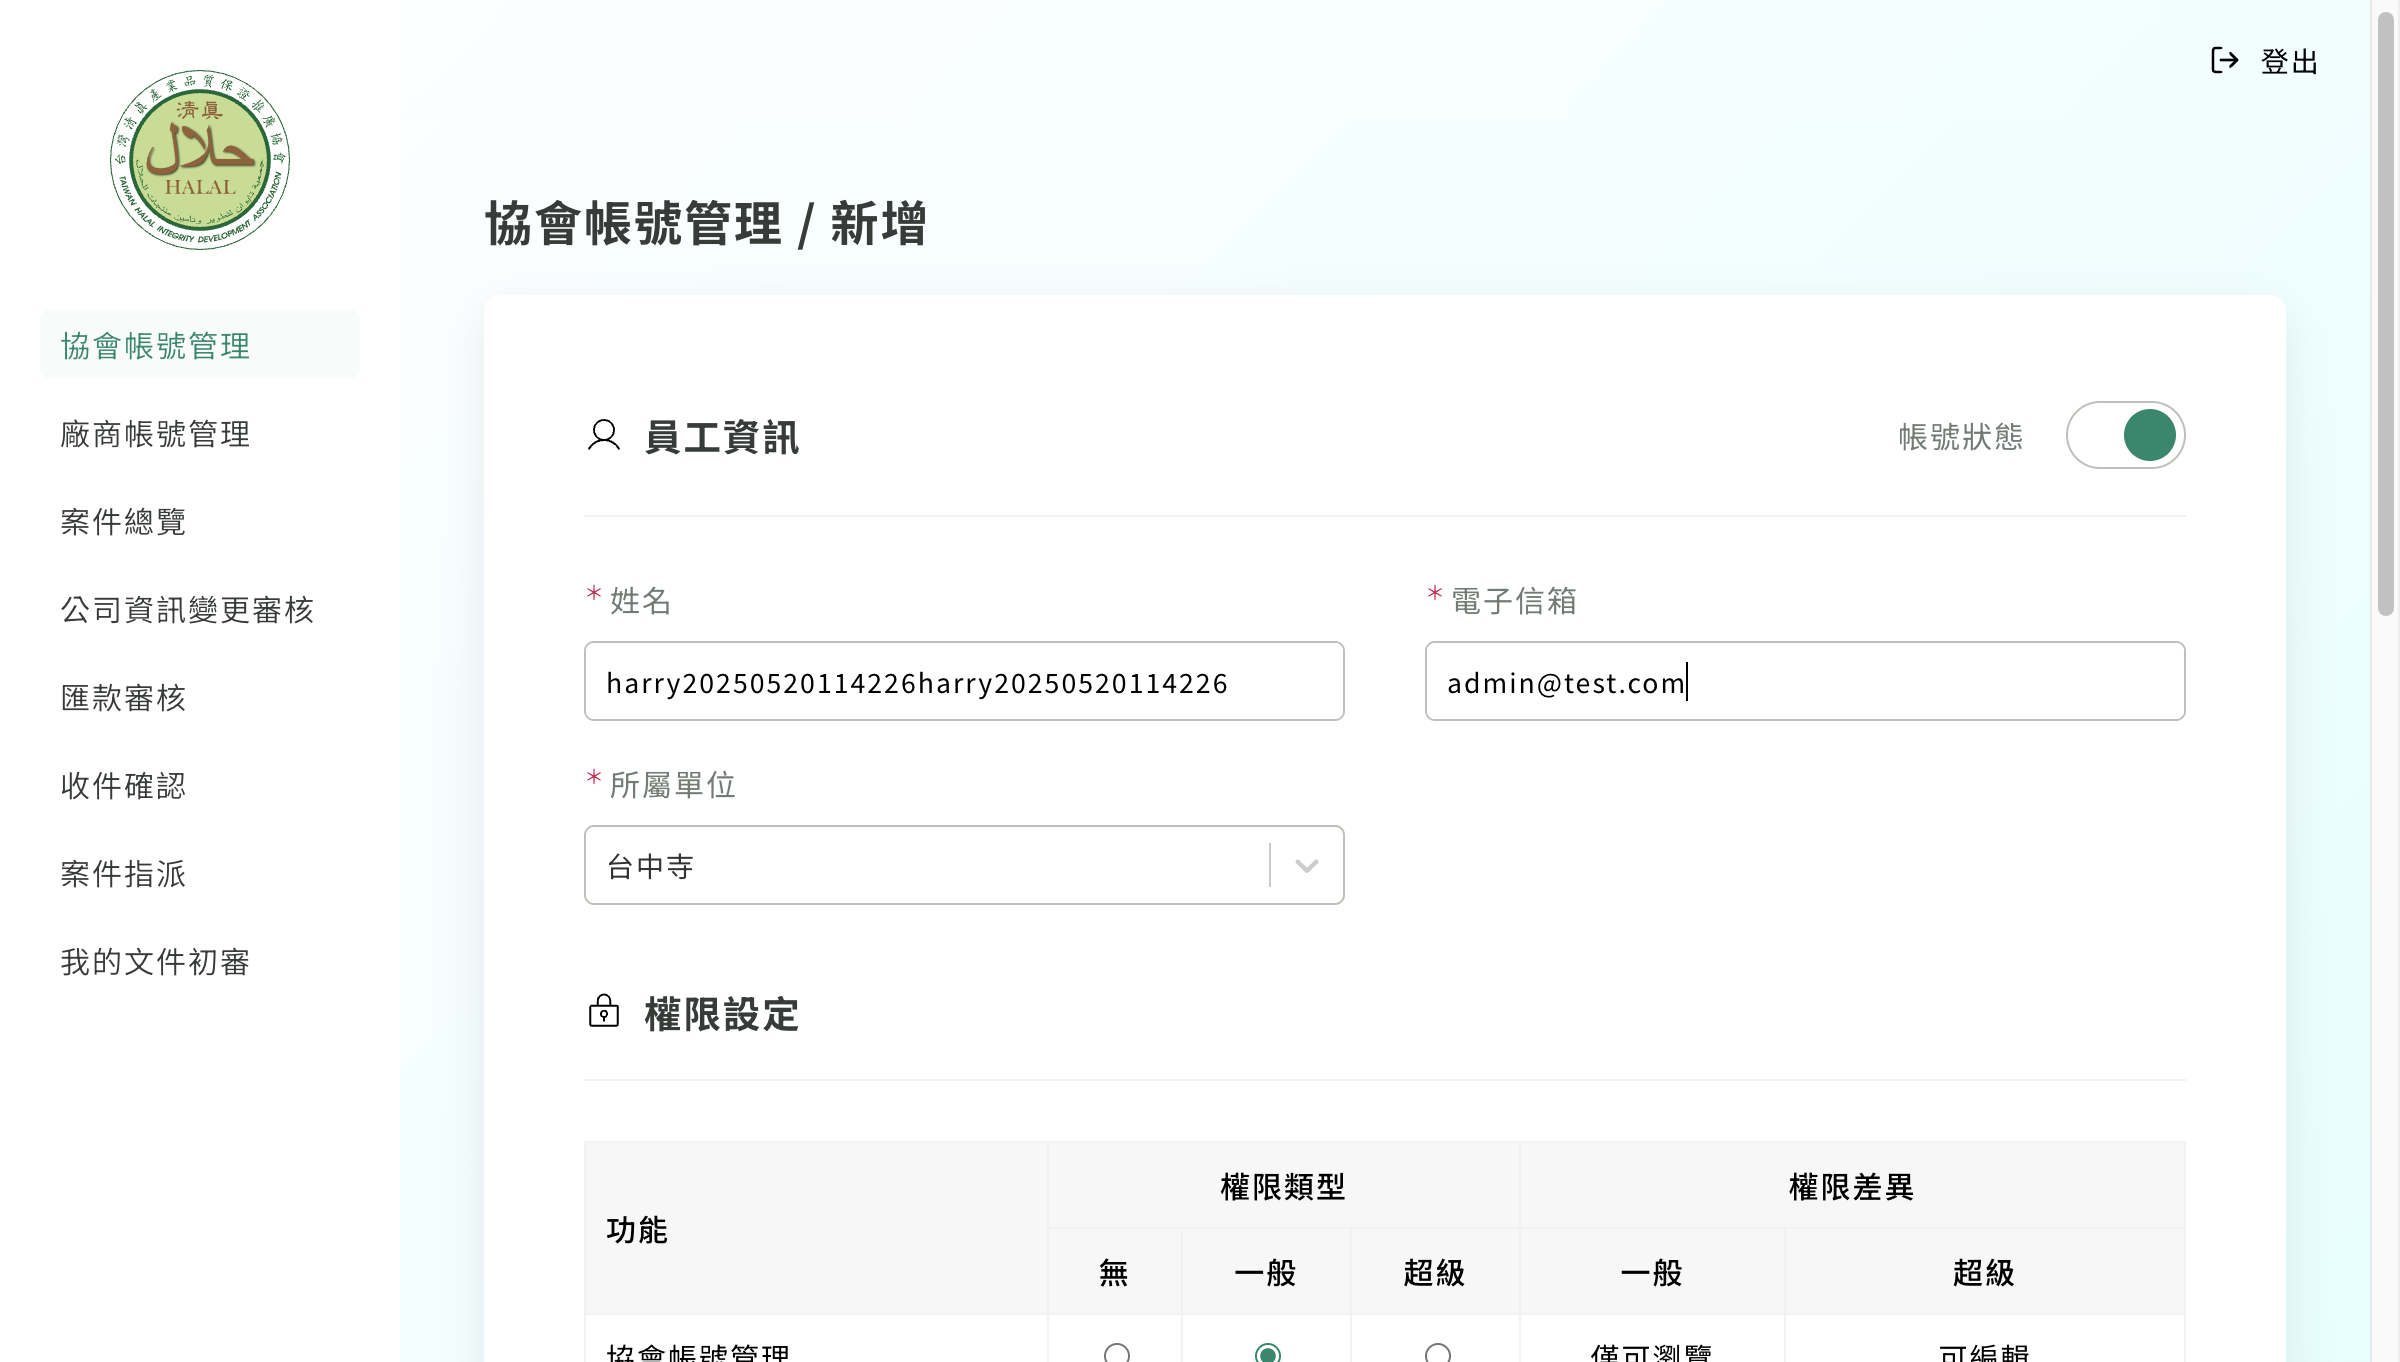 台灣清真產業品質保證推廣協會
清真
حلال
HALAL
TAIWAN HALAL INTEGRITY DEVELOPMENT ASSOCIATION
登出
協會帳號管理
廠商帳號管理
案件總覽
公司資訊變更審核
匯款審核
收件確認
案件指派
我的文件初審
協會帳號管理 / 新增
員工資訊
帳號狀態
* 姓名
* 電子信箱
harry20250520114226harry20250520114226
admin@test.com
* 所屬單位
台中寺
權限設定
功能
權限類型
權限差異
無
一般
超級
一般
超級
協會帳號管理
僅可瀏覽
可編輯